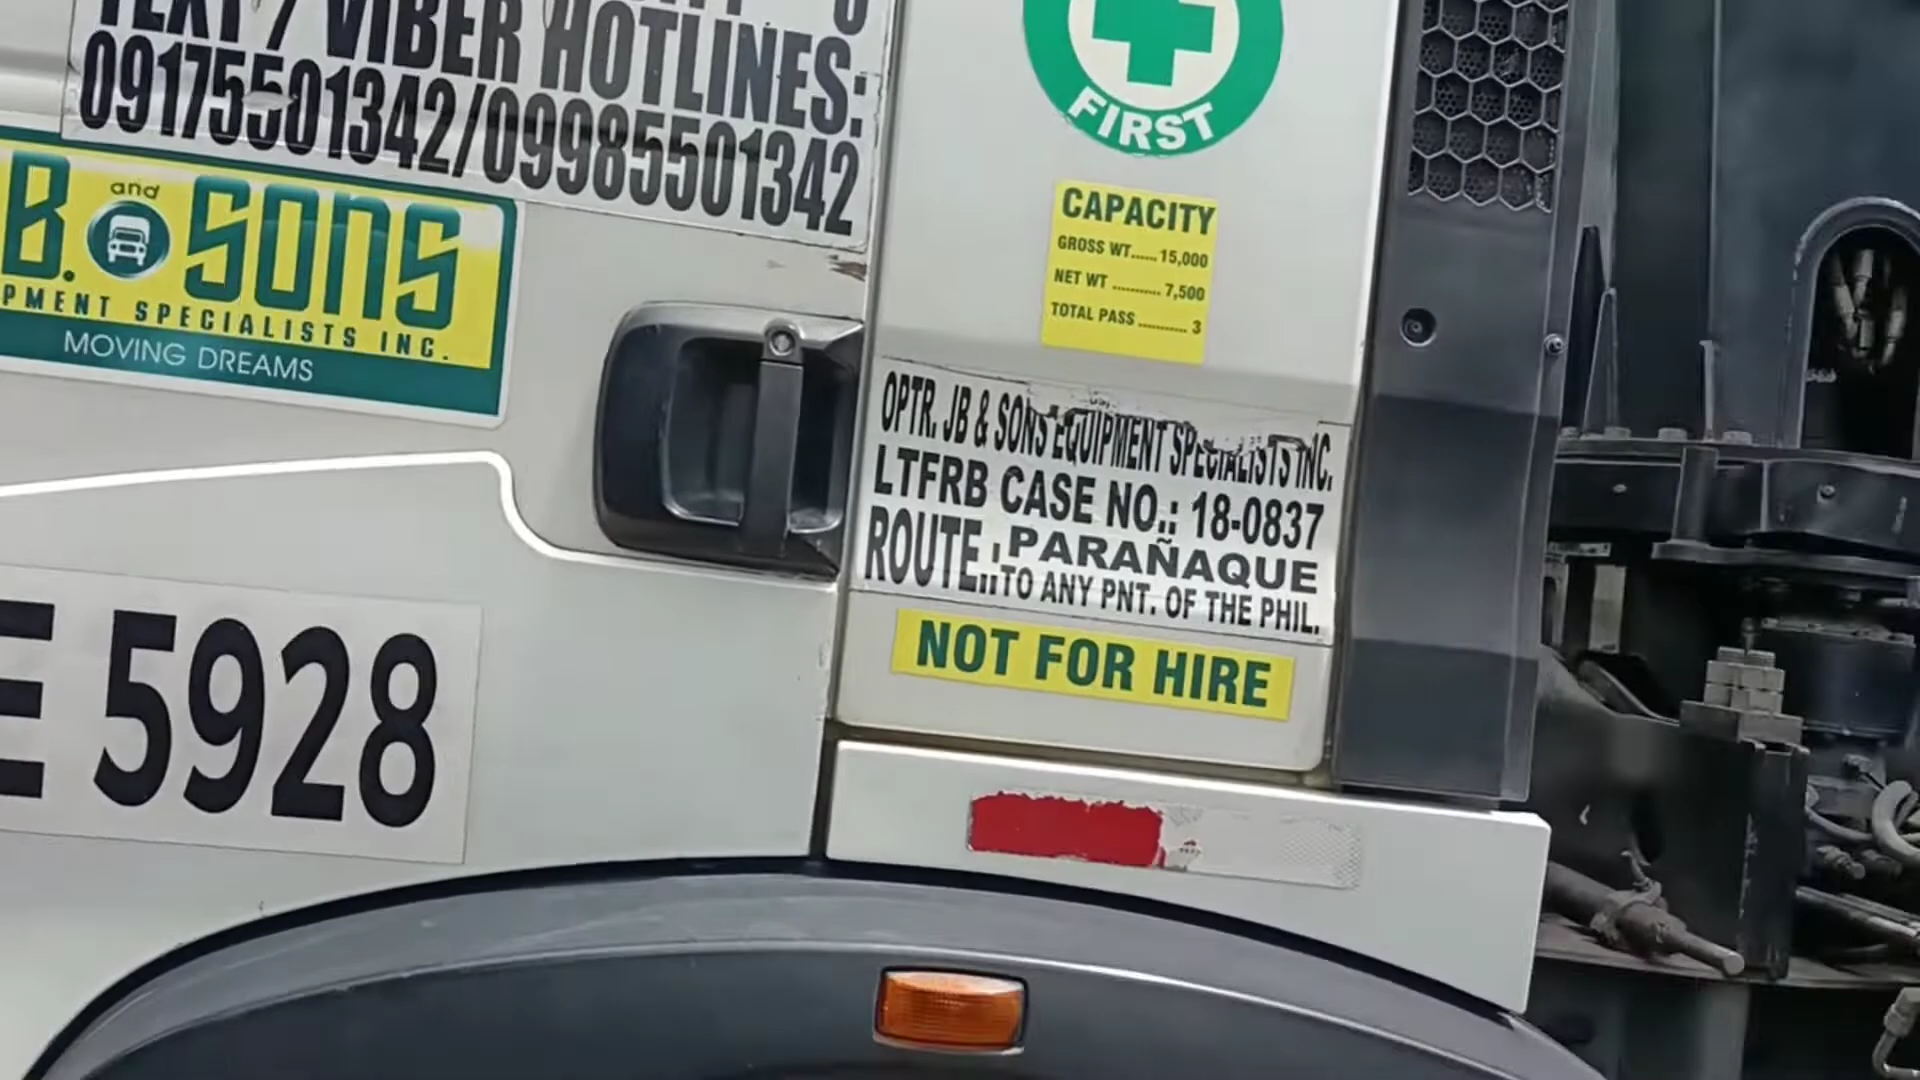 TEXT / VIBER HOTLINES:
09175501342/09985501342
B. and SONS
PMENT SPECIALISTS INC.
MOVING DREAMS
E 5928
FIRST
CAPACITY
GROSS WT...... 15,000
NET WT ........... 7,500
TOTAL PASS ........... 3
OPTR. JB & SONS EQUIPMENT SPECIALISTS INC.
LTFRB CASE NO.: 18-0837
ROUTE.: PARAÑAQUE
TO ANY PNT. OF THE PHIL.
NOT FOR HIRE